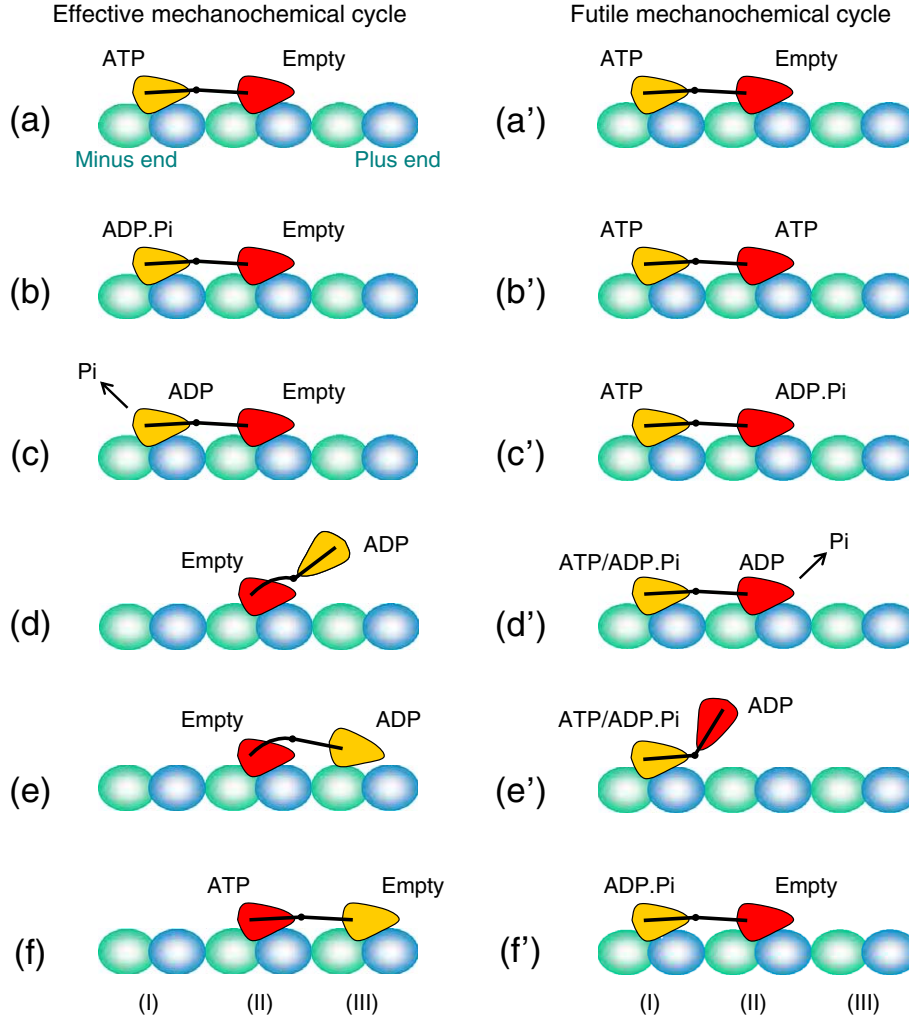 Effective mechanochemical cycle
Futile mechanochemical cycle
ATP Empty
(a)
Minus end Plus end
ATP Empty
(a’)
ADP.Pi Empty
(b)
ATP ATP
(b’)
Pi
ADP Empty
(c)
ATP ADP.Pi
(c’)
Empty ADP
(d)
ATP/ADP.Pi ADP Pi
(d’)
Empty ADP
(e)
ATP/ADP.Pi ADP
(e’)
ATP Empty
(f)
ADP.Pi Empty
(f’)
(I) (II) (III)
(I) (II) (III)